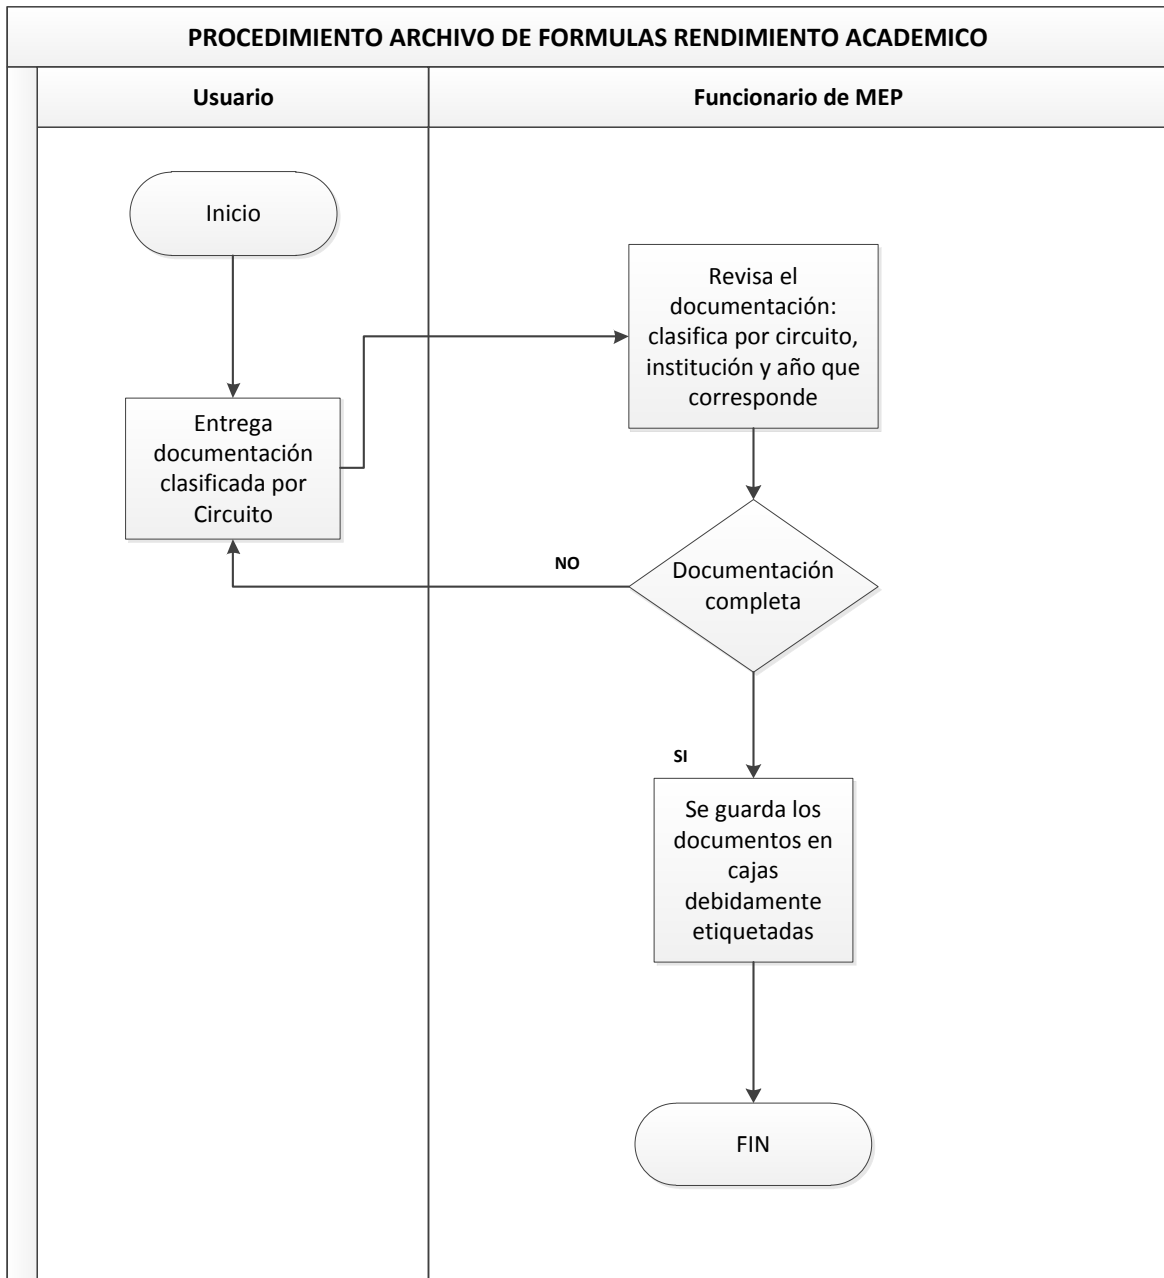 PROCEDIMIENTO ARCHIVO DE FORMULAS RENDIMIENTO ACADEMICO
Usuario
Funcionario de MEP
Inicio
Revisa el
documentación:
clasifica por circuito,
institución y año que
corresponde
Entrega
documentación
clasificada por
Circuito
NO
Documentación
completa
SI
Se guarda los
documentos en
cajas
debidamente
etiquetadas
FIN